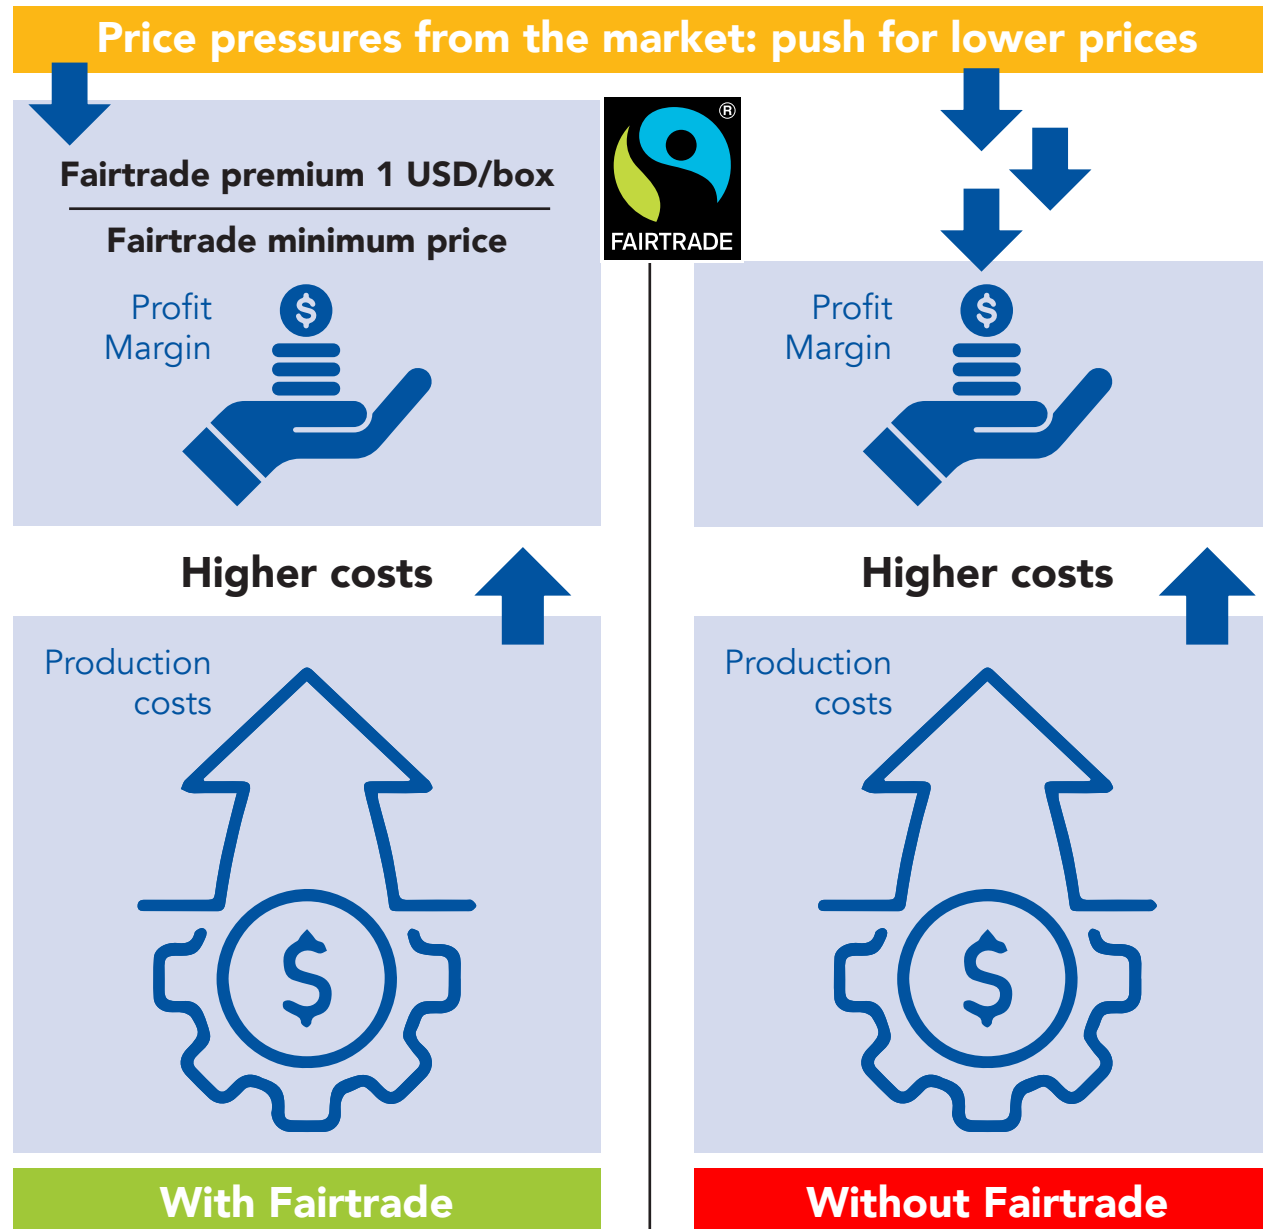 Price pressures from the market: push for lower prices
Fairtrade premium 1 USD/box
Fairtrade minimum price
Profit
Margin
$
Higher costs
Production
costs
$
With Fairtrade
®
FAIRTRADE
Profit
Margin
$
Higher costs
Production
costs
$
Without Fairtrade